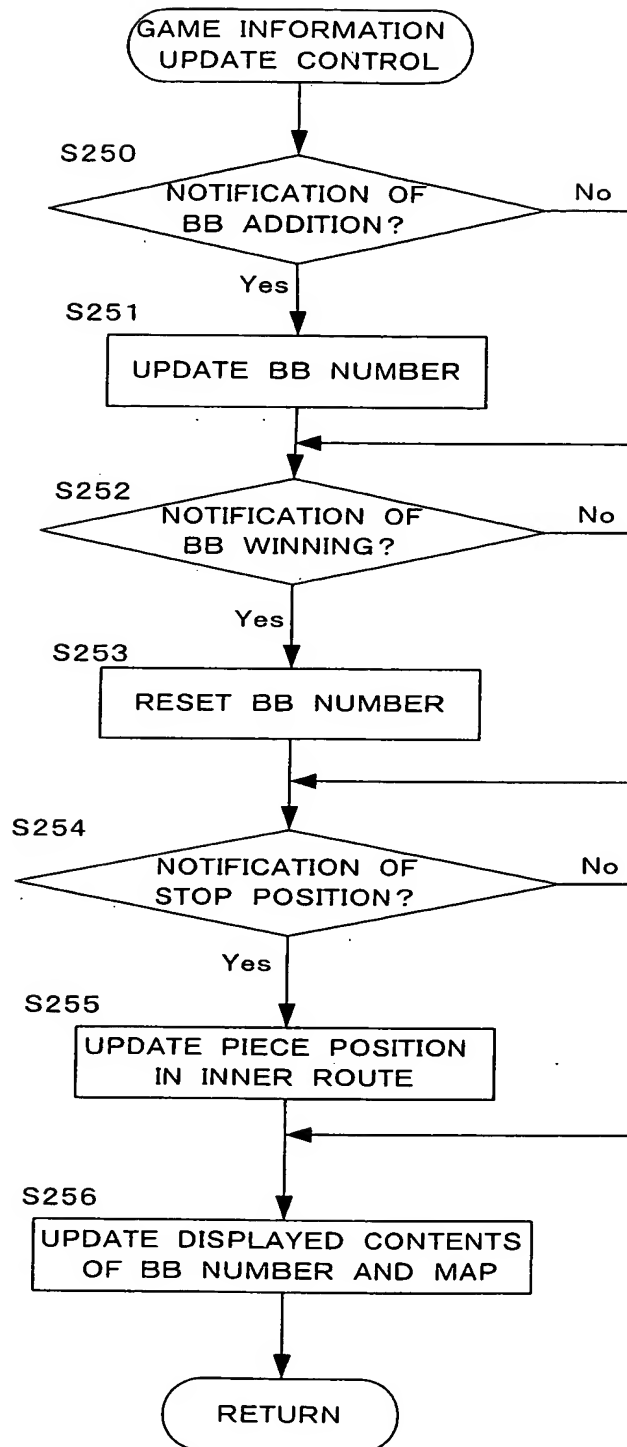 GAME INFORMATION
UPDATE CONTROL
S250
NOTIFICATION OF
BB ADDITION?
No
Yes
S251
UPDATE BB NUMBER
S252
NOTIFICATION OF
BB WINNING?
No
Yes
S253
RESET BB NUMBER
S254
NOTIFICATION OF
STOP POSITION?
No
Yes
S255
UPDATE PIECE POSITION
IN INNER ROUTE
S256
UPDATE DISPLAYED CONTENTS
OF BB NUMBER AND MAP
RETURN